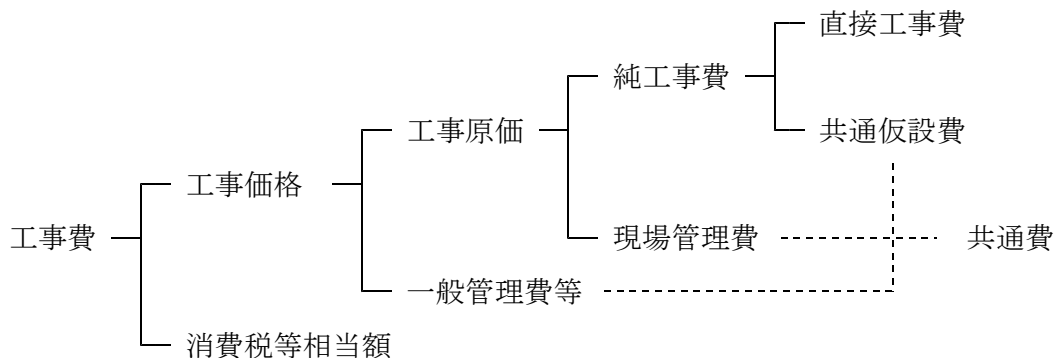 直接工事費
純工事費
工事原価
共通仮設費
工事価格
工事費
現場管理費
共通費
一般管理費等
消費税等相当額